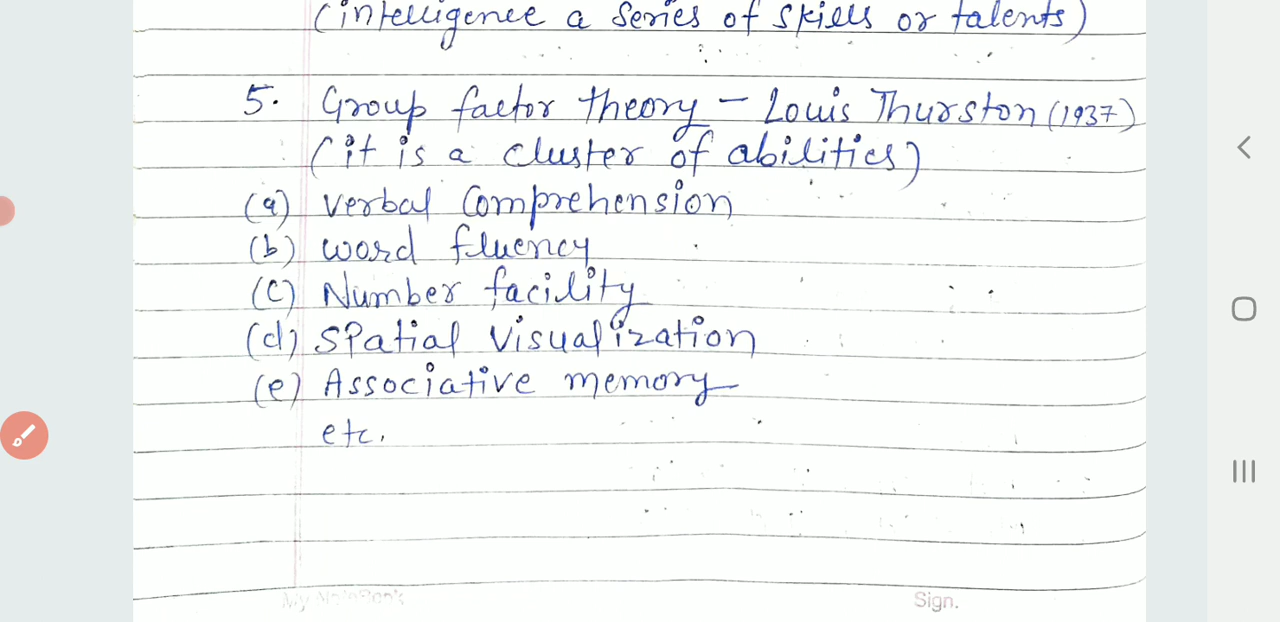 (intelligence a series of skills or talents)
5. Group factor theory - Louis Thurston (1937)
(it is a cluster of abilities)
(a) Verbal Comprehension
(b) word fluency
(c) Number facility
(d) Spatial Visualization
(e) Associative memory
etc.
Sign.